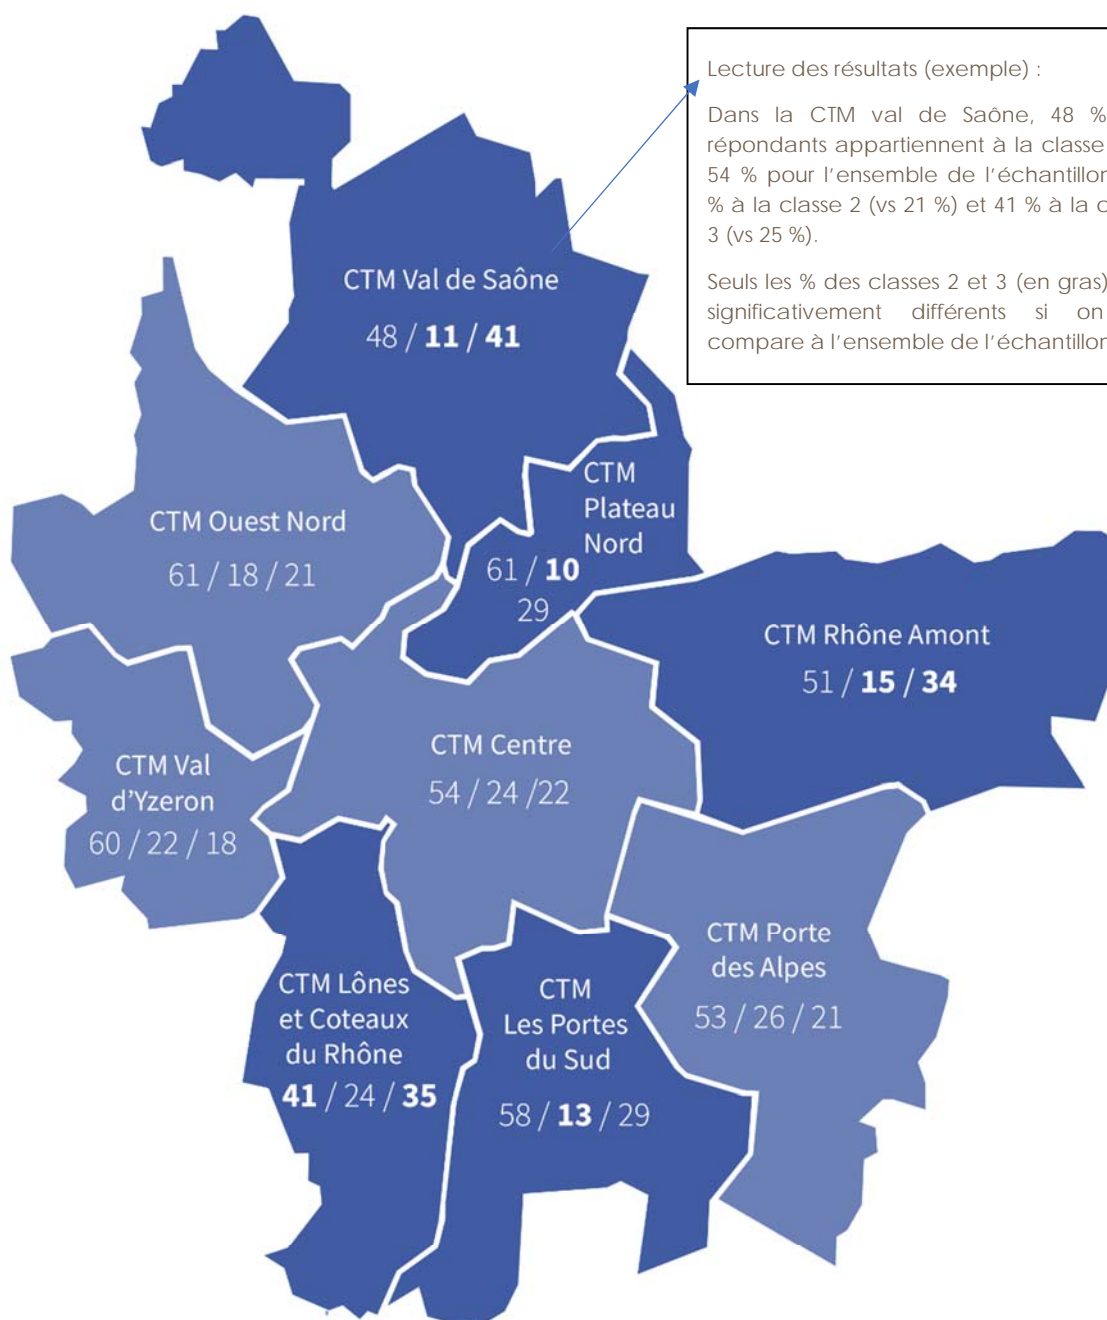 Lecture des résultats (exemple) :
Dans la CTM val de Saône, 48 %
répondants appartiennent à la classe
54 % pour l'ensemble de l'échantillon
% à la classe 2 (vs 21 %) et 41 % à la c
3 (vs 25 %).
Seuls les % des classes 2 et 3 (en gras)
significativement différents si on
compare à l'ensemble de l'échantillon
CTM Val de Saône
48 / 11 / 41
CTM
Plateau
Nord
61 / 10
29
CTM Ouest Nord
61 / 18 / 21
CTM Rhône Amont
51 / 15 / 34
CTM Centre
54 / 24 /22
CTM Val
d'Yzeron
60 / 22 / 18
CTM Porte
des Alpes
53 / 26 / 21
CTM Lônes
et Coteaux
du Rhône
41 / 24 / 35
CTM
Les Portes
du Sud
58 / 13 / 29